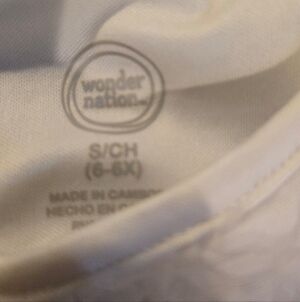 wonder
nation
S/CH
(6-6X)
MADE IN
HECHO EN